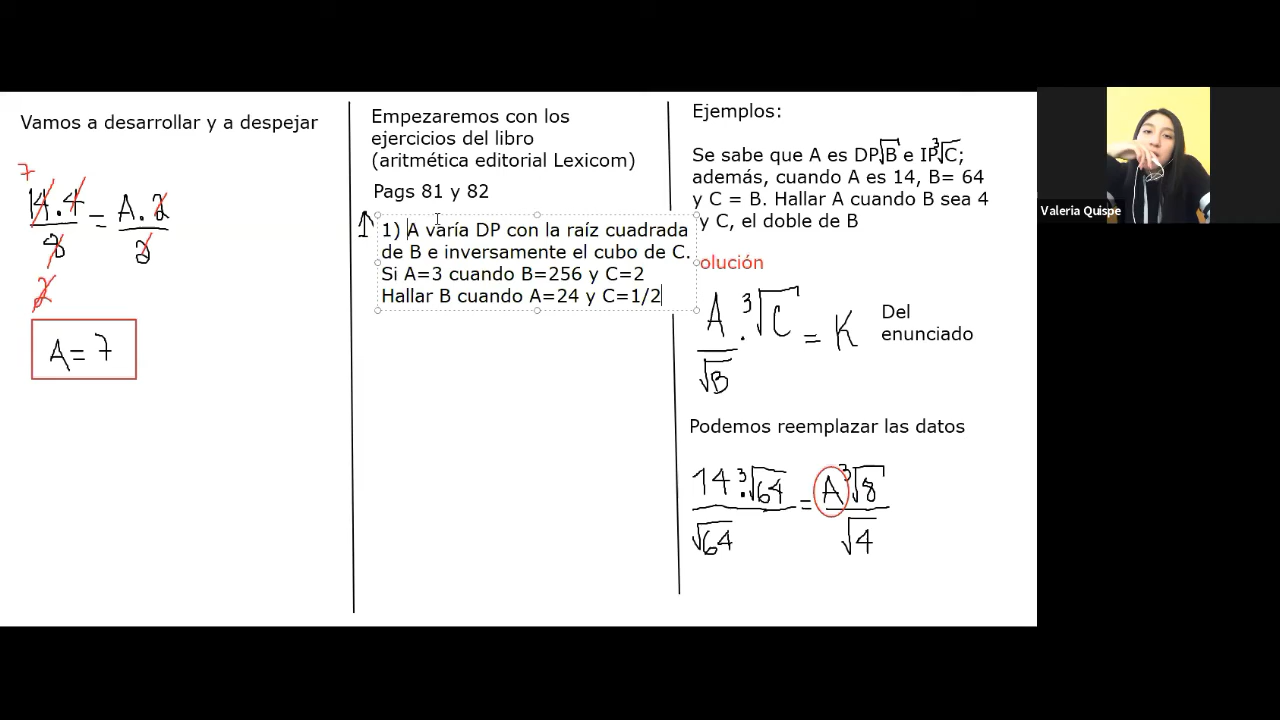 Vamos a desarrollar y a despejar
7
14 . 4 = A . 2
8 2
2
A = 7
Empezaremos con los
ejercicios del libro
(aritmética editorial Lexicom)
Pags 81 y 82
1) A varía DP con la raíz cuadrada
de B e inversamente el cubo de C.
Si A=3 cuando B=256 y C=2
Hallar B cuando A=24 y C=1/2
Ejemplos:
Se sabe que A es DP√B e IP∛C;
además, cuando A es 14, B= 64
y C = B. Hallar A cuando B sea 4
y C, el doble de B
olución
A . ∛C = K
√B
Del
enunciado
Podemos reemplazar las datos
14 . ∛64 = A ∛8
√64 √4
Valeria Quispe